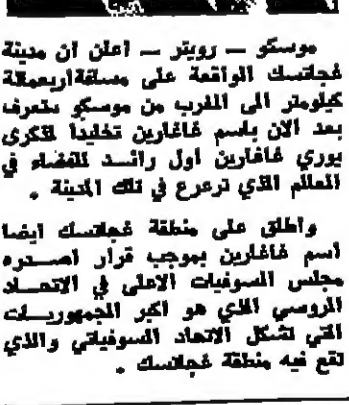 موسكو — رويتر — اعلن ان مدينة
غجاتسك الواقعة على مسافة اربعمائة
كيلومتر الى الغرب من موسكو ستعرف
بعد الان باسم غاغارين تخليدا لذكرى
يوري غاغارين اول رائد للفضاء في
العالم الذي ترعرع في تلك المدينة .
واطلق على منطقة غجاتسك ايضا
اسم غاغارين بموجب قرار اصدره
مجلس السوفيات الاعلى في الاتحاد
الروسي الذي هو اكبر الجمهوريات
التي تشكل الاتحاد السوفياتي والذي
تقع فيه منطقة غجاتسك .